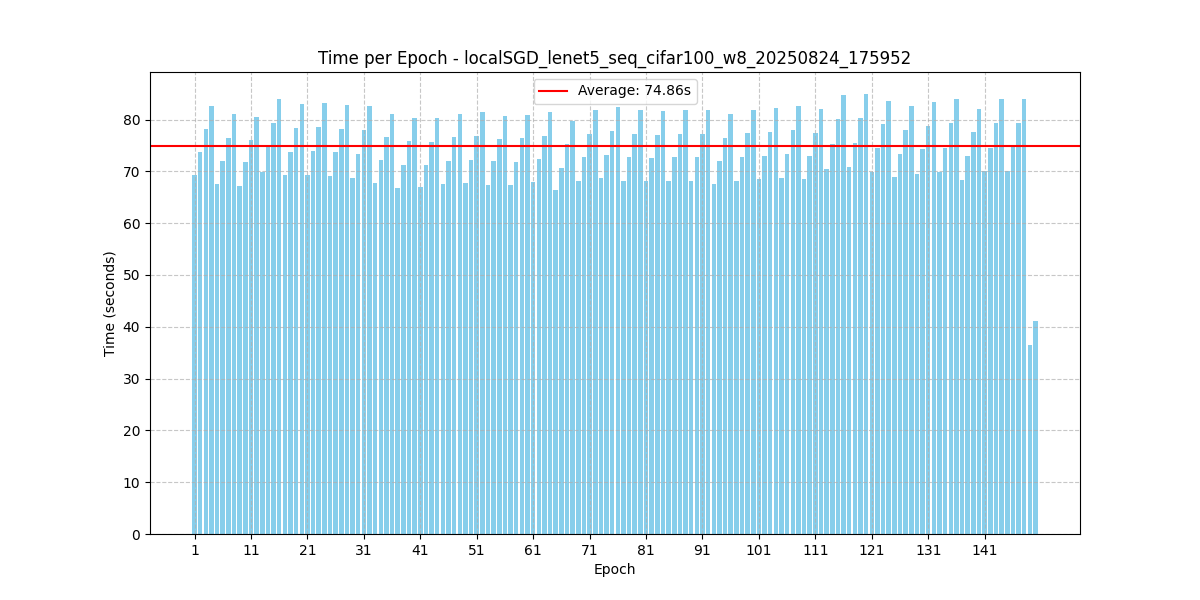 Time per Epoch - localSGD_lenet5_seq_cifar100_w8_20250824_175952
Average: 74.86s
80
70
60
50
40
30
20
10
0
Time (seconds)
1 11 21 31 41 51 61 71 81 91 101 111 121 131 141
Epoch